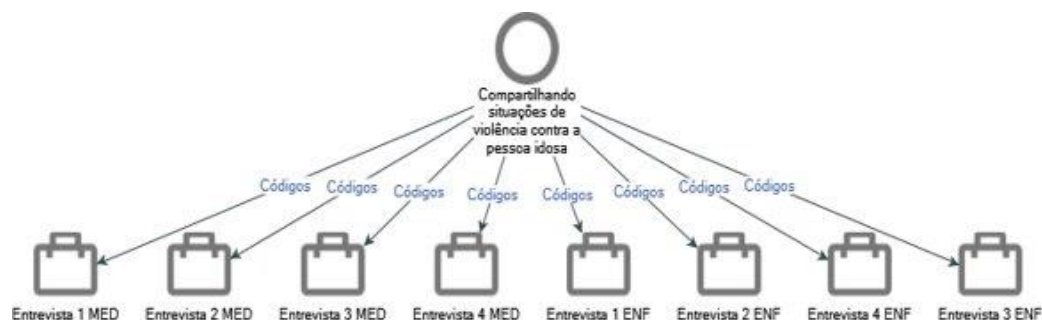 Compartilhando
situações de
violência contra a
pessoa idosa
Códigos Códigos Códigos Códigos Códigos Códigos Códigos Códigos
Entrevista 1 MED Entrevista 2 MED Entrevista 3 MED Entrevista 4 MED Entrevista 1 ENF Entrevista 2 ENF Entrevista 4 ENF Entrevista 3 ENF